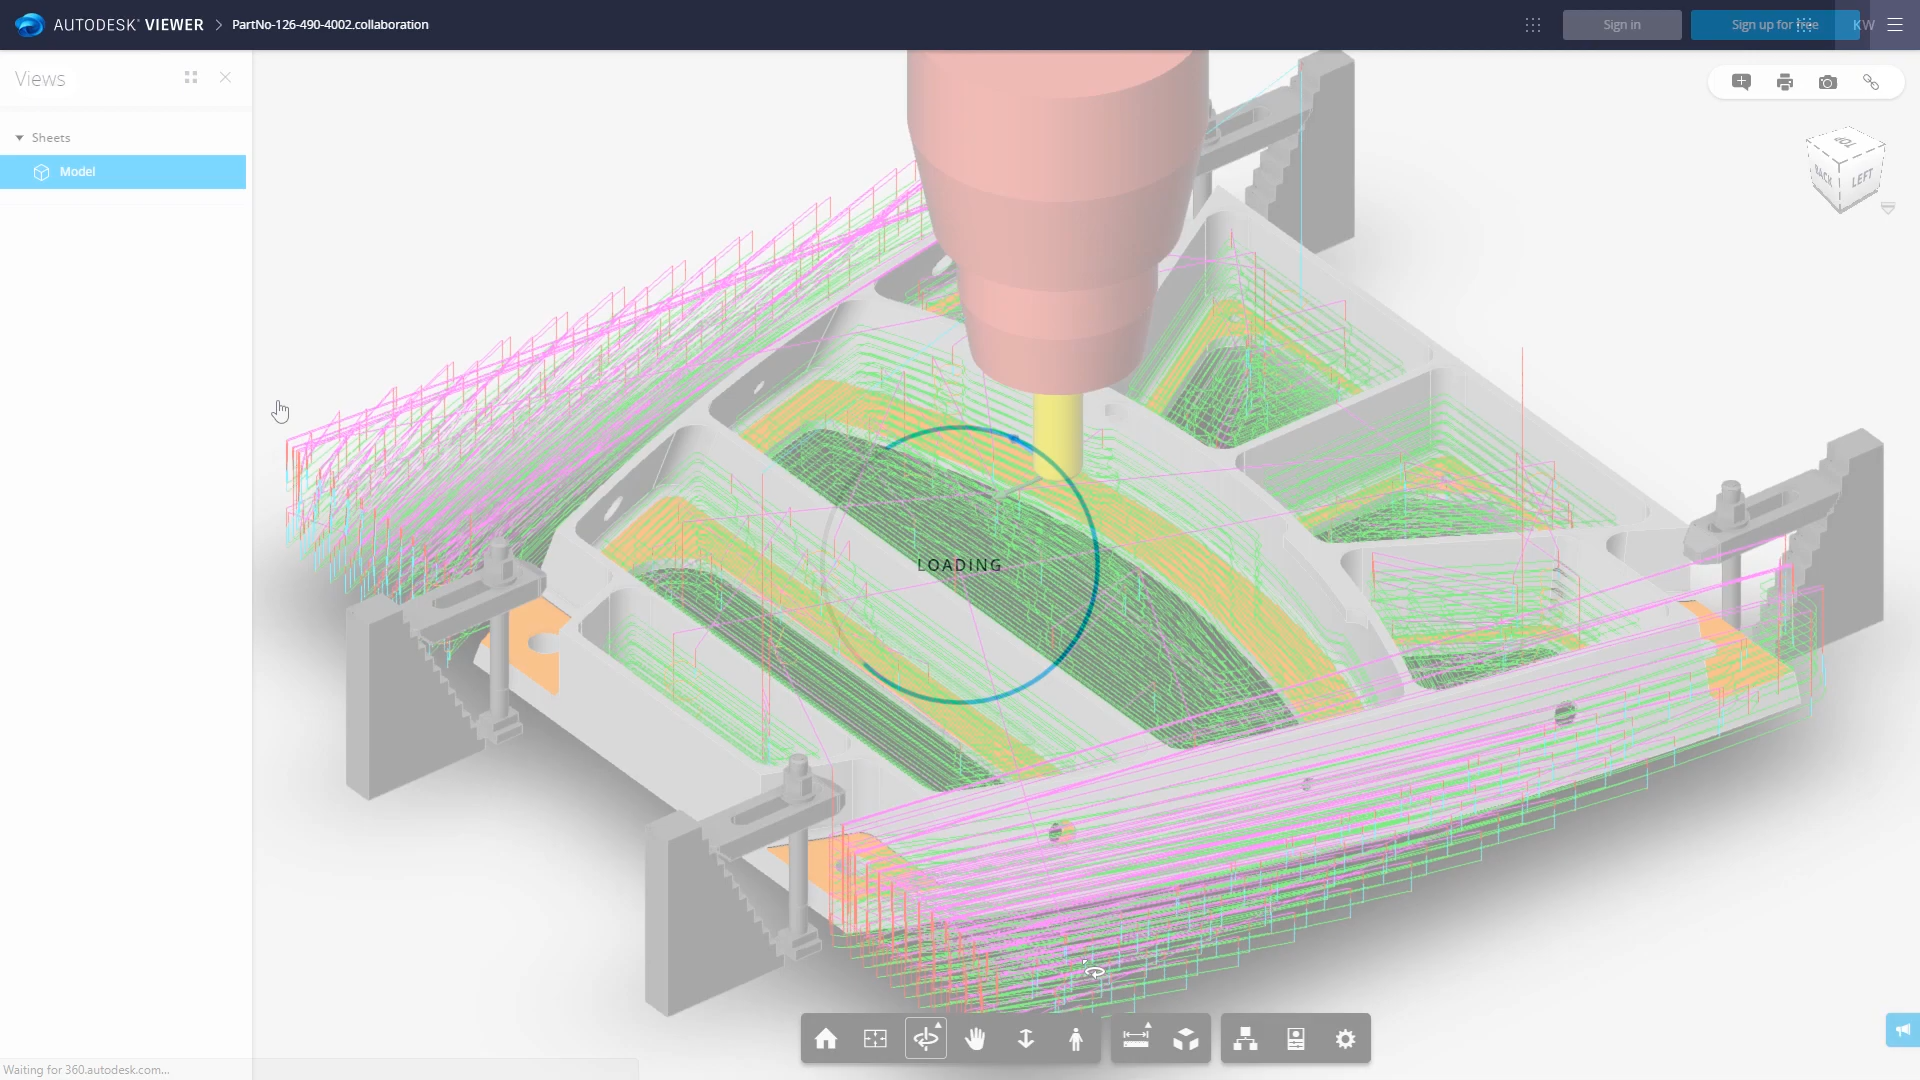 AUTODESK VIEWER > PartNo-126-490-4002.collaboration
Sign in
Sign up for free
KW
Views
Sheets
Model
TOP
BACK
LEFT
LOADING
Waiting for 360.autodesk.com...